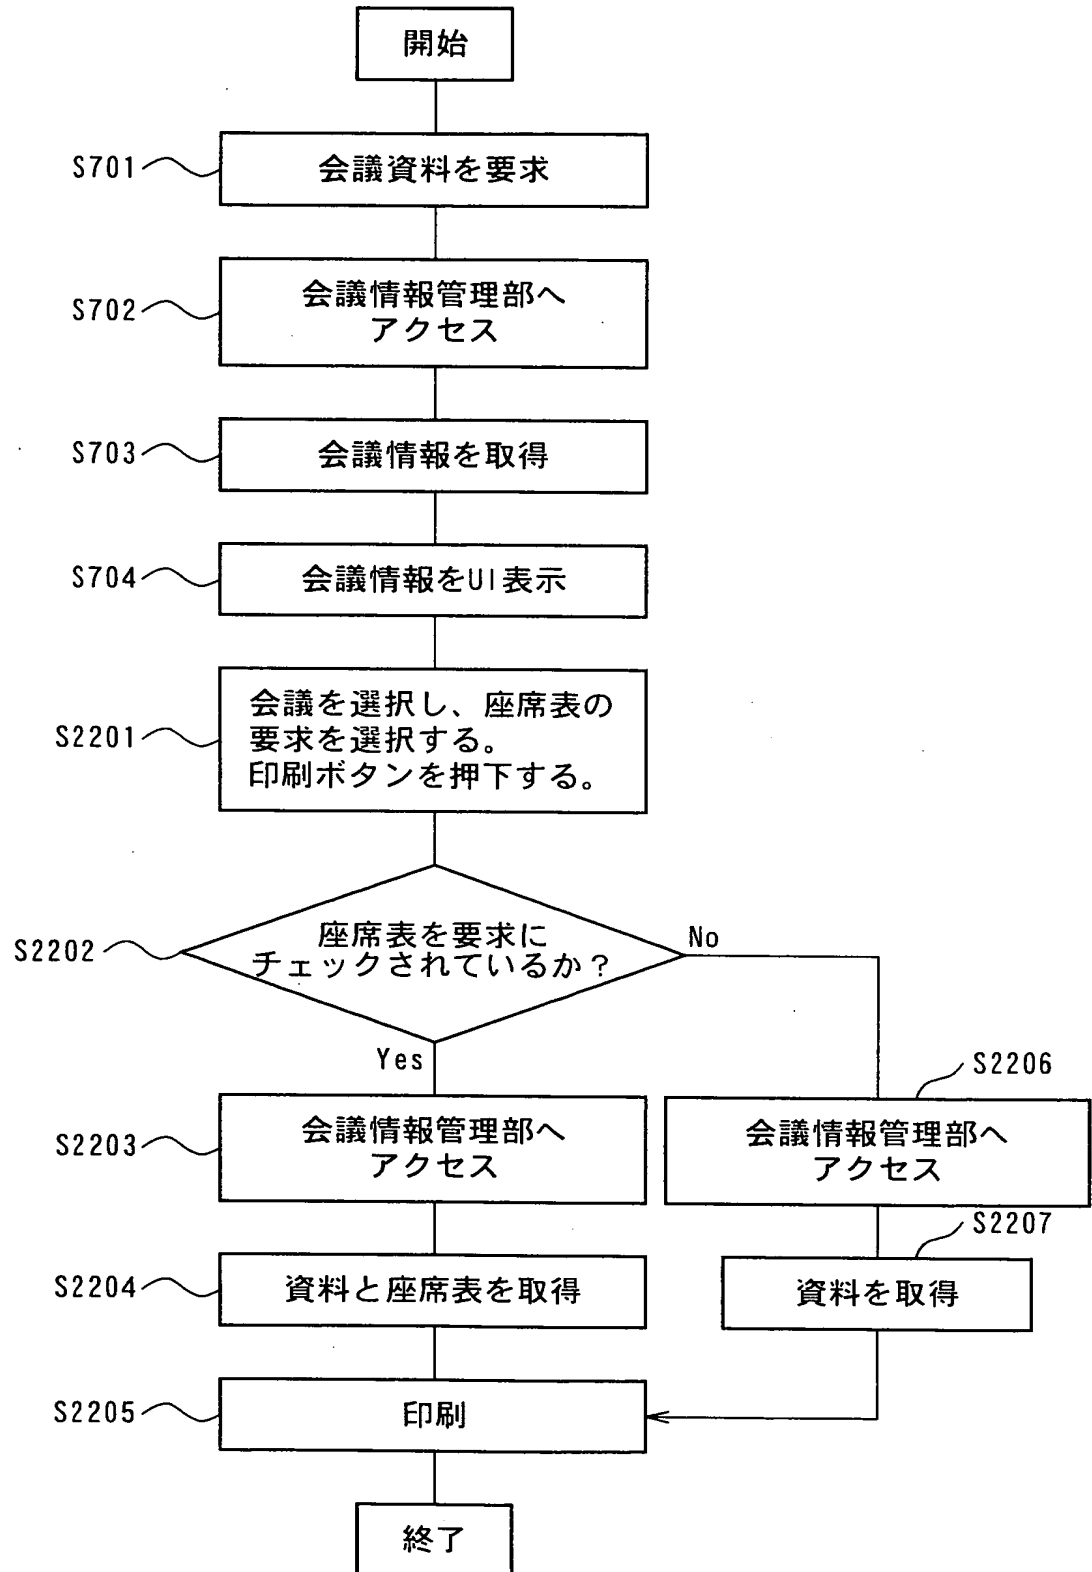 開始
S701
会議資料を要求
S702
会議情報管理部へ
アクセス
S703
会議情報を取得
S704
会議情報をUI表示
S2201
会議を選択し、座席表の
要求を選択する。
印刷ボタンを押下する。
S2202
座席表を要求に
チェックされているか？
No
Yes
S2203
会議情報管理部へ
アクセス
S2206
会議情報管理部へ
アクセス
S2204
資料と座席表を取得
S2207
資料を取得
S2205
印刷
終了